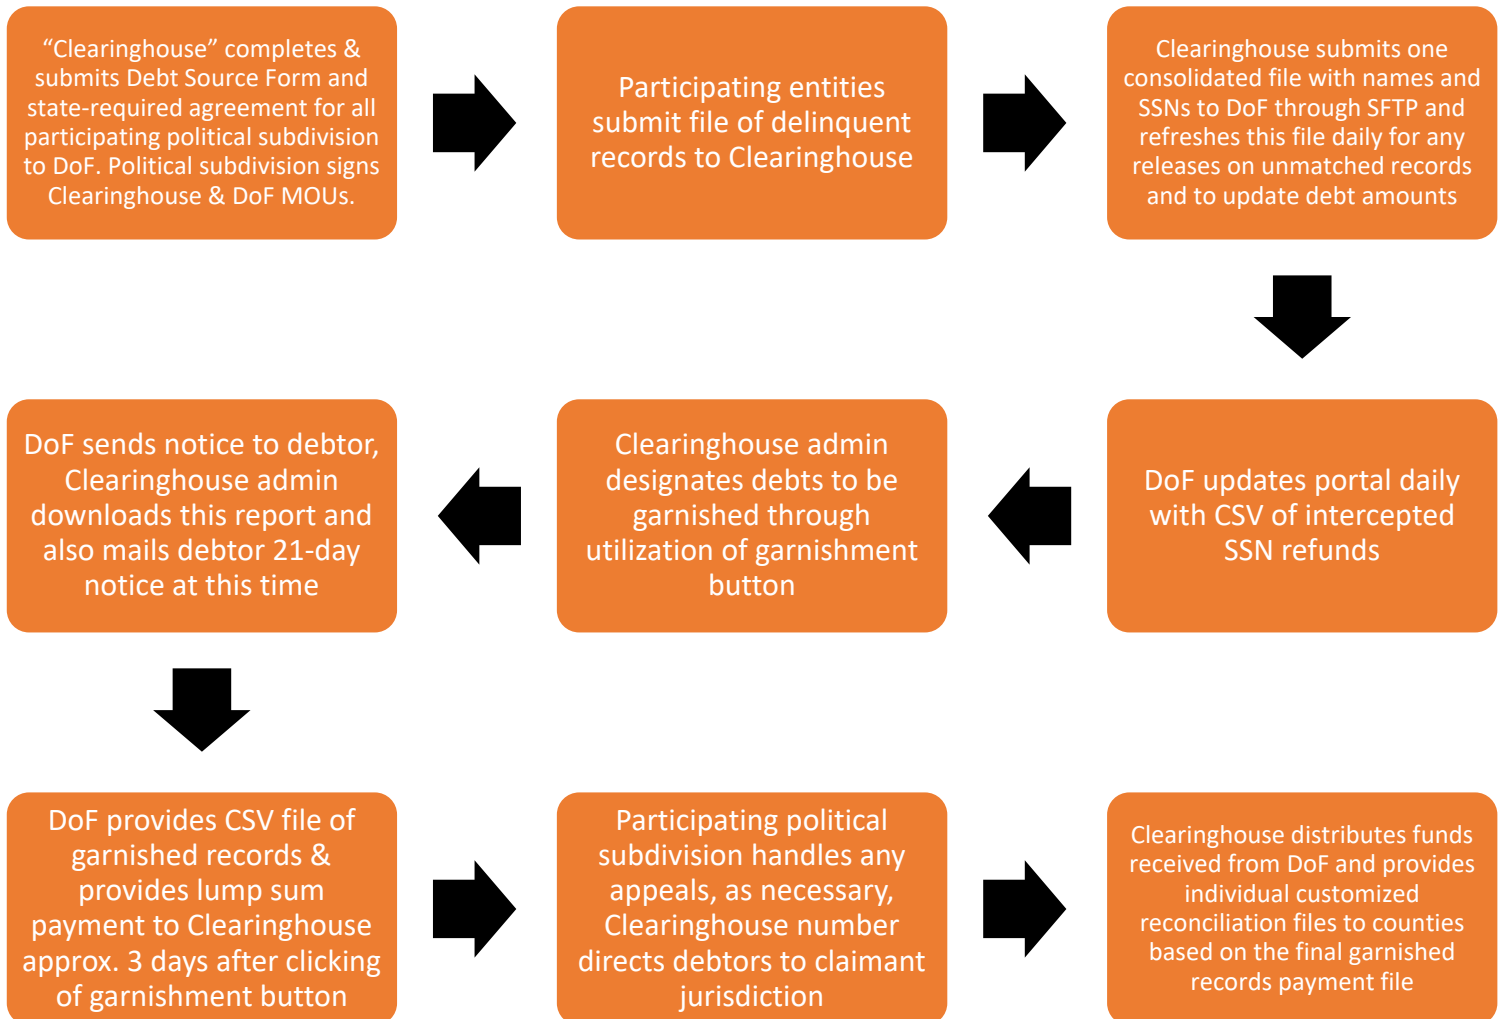 “Clearinghouse” completes &
submits Debt Source Form and
state-required agreement for all
participating political subdivision
to DoF. Political subdivision signs
Clearinghouse & DoF MOUs.
Participating entities
submit file of delinquent
records to Clearinghouse
Clearinghouse submits one
consolidated file with names and
SSNs to DoF through SFTP and
refreshes this file daily for any
releases on unmatched records
and to update debt amounts
DoF updates portal daily
with CSV of intercepted
SSN refunds
Clearinghouse admin
designates debts to be
garnished through
utilization of garnishment
button
DoF sends notice to debtor,
Clearinghouse admin
downloads this report and
also mails debtor 21-day
notice at this time
DoF provides CSV file of
garnished records &
provides lump sum
payment to Clearinghouse
approx. 3 days after clicking
of garnishment button
Participating political
subdivision handles any
appeals, as necessary,
Clearinghouse number
directs debtors to claimant
jurisdiction
Clearinghouse distributes funds
received from DoF and provides
individual customized
reconciliation files to counties
based on the final garnished
records payment file